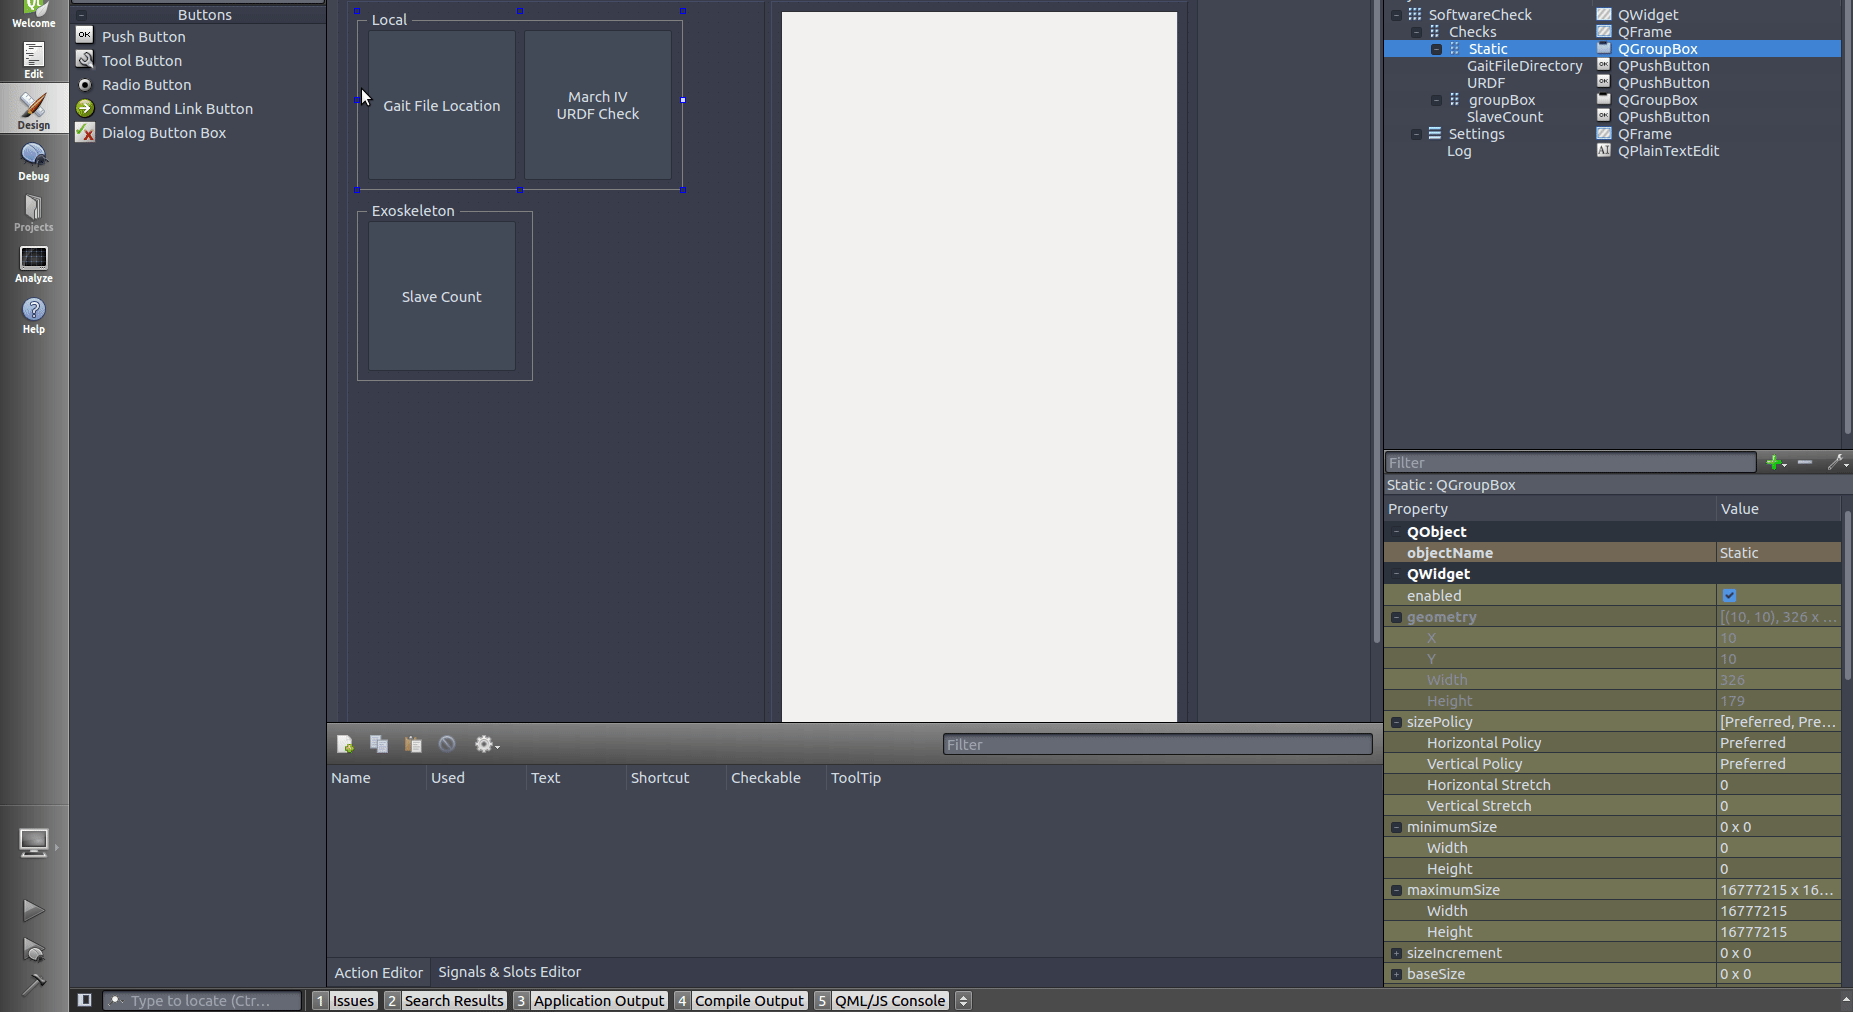 Welcome
Edit
Design
Debug
Projects
Analyze
Help
Buttons
OK Push Button
Tool Button
Radio Button
Command Link Button
Dialog Button Box
Local
Gait File Location
March IV
URDF Check
Exoskeleton
Slave Count
SoftwareCheck QWidget
Checks QFrame
Static QGroupBox
GaitFileDirectory OK QPushButton
URDF OK QPushButton
groupBox QGroupBox
SlaveCount OK QPushButton
Settings QFrame
Log AI QPlainTextEdit
Filter
Static : QGroupBox
Property Value
QObject
objectName Static
QWidget
enabled
geometry [(10, 10), 326 x ...
X 10
Y 10
Width 326
Height 179
sizePolicy [Preferred, Pre...
Horizontal Policy Preferred
Vertical Policy Preferred
Horizontal Stretch 0
Vertical Stretch 0
minimumSize 0 x 0
Width 0
Height 0
maximumSize 16777215 x 16...
Width 16777215
Height 16777215
sizeIncrement 0 x 0
baseSize 0 x 0
Filter
Name Used Text Shortcut Checkable ToolTip
Action Editor Signals & Slots Editor
Type to locate (Ctr... 1 Issues 2 Search Results 3 Application Output 4 Compile Output 5 QML/JS Console